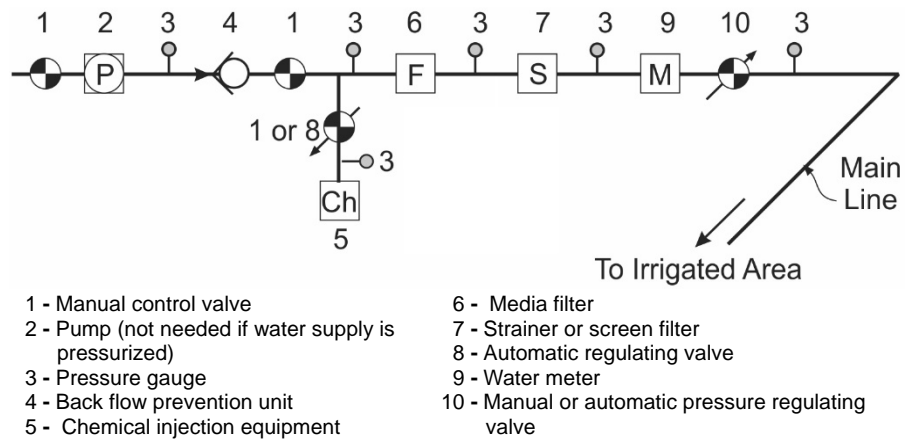 1 2 3 4 1 3 6 3 7 3 9 10 3
P F S M
1 or 8
3
Ch
5
Main
Line
To Irrigated Area
1 - Manual control valve
2 - Pump (not needed if water supply is
pressurized)
3 - Pressure gauge
4 - Back flow prevention unit
5 - Chemical injection equipment
6 - Media filter
7 - Strainer or screen filter
8 - Automatic regulating valve
9 - Water meter
10 - Manual or automatic pressure regulating
valve